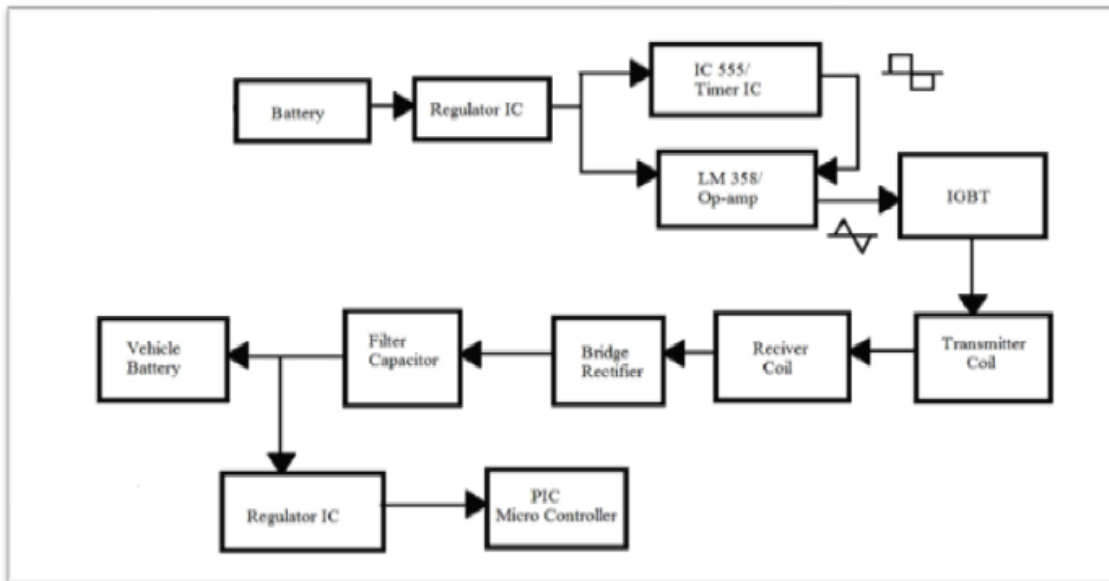 IC 555/
Timer IC
Battery
Regulator IC
LM 358/
Op-amp
IGBT
Vehicle
Battery
Filter
Capacitor
Bridge
Rectifier
Reciver
Coil
Transmitter
Coil
Regulator IC
PIC
Micro Controller